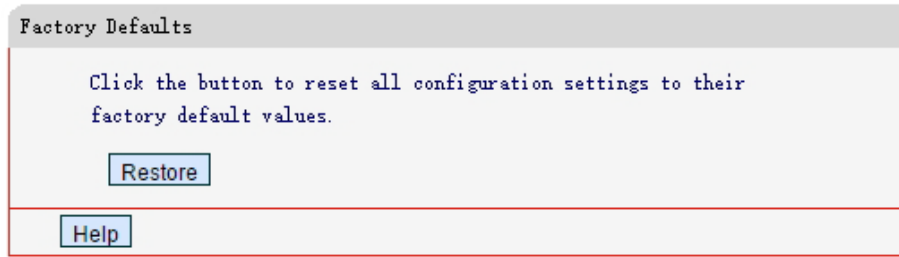 Factory Defaults
Click the button to reset all configuration settings to their
factory default values.
Restore
Help